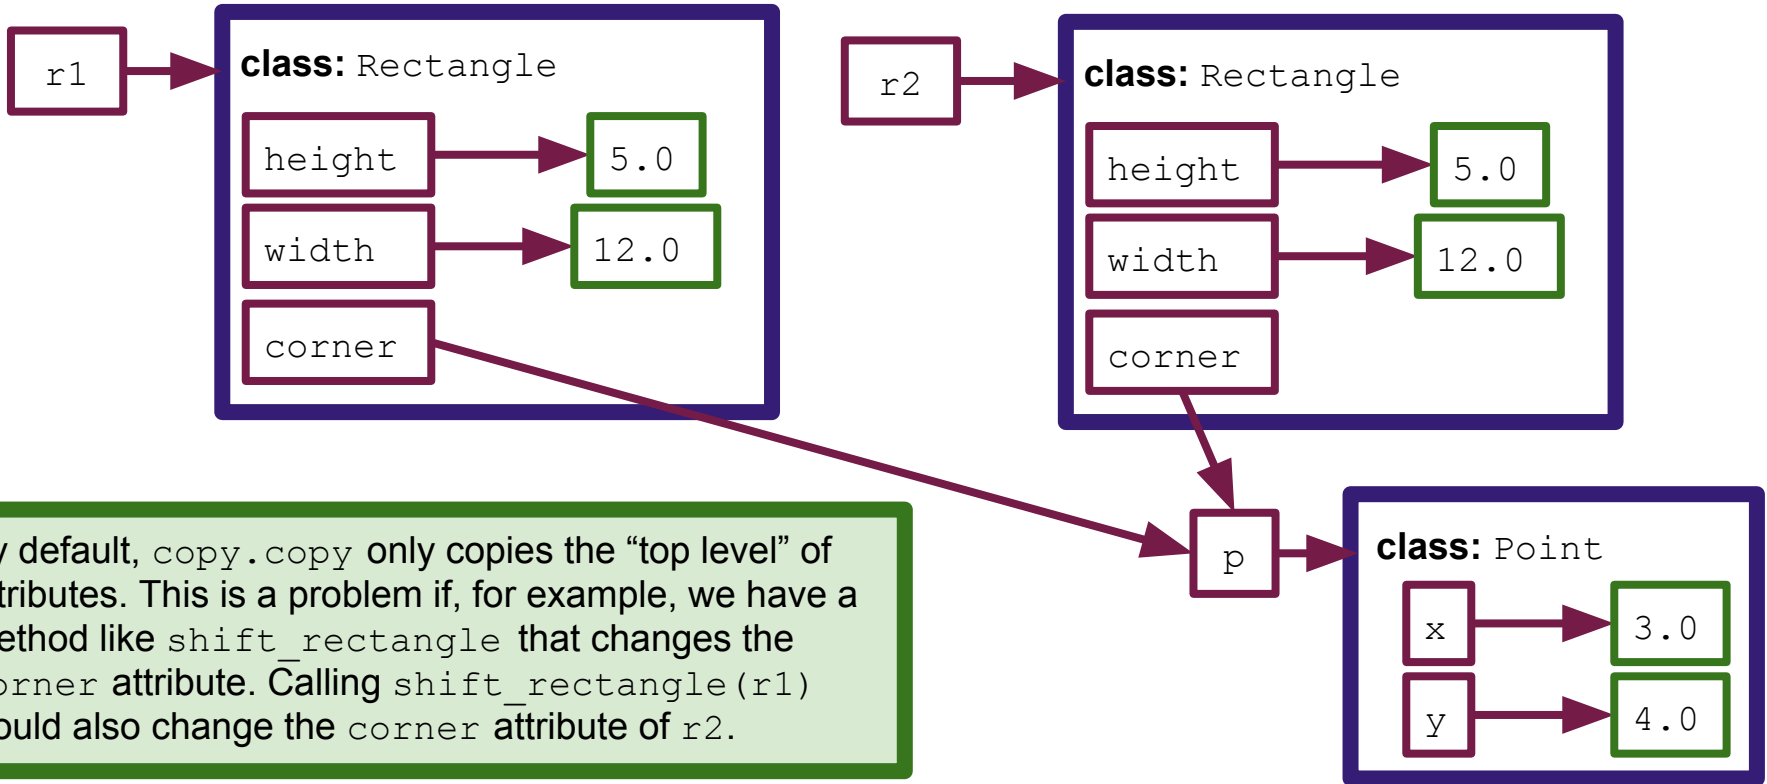 r1
class: Rectangle
height
5.0
width
12.0
corner
r2
class: Rectangle
height
5.0
width
12.0
corner
p
class: Point
x
3.0
y
4.0
y default, copy.copy only copies the “top level” of
tributes. This is a problem if, for example, we have a
ethod like shift_rectangle that changes the
orner attribute. Calling shift_rectangle(r1)
ould also change the corner attribute of r2.